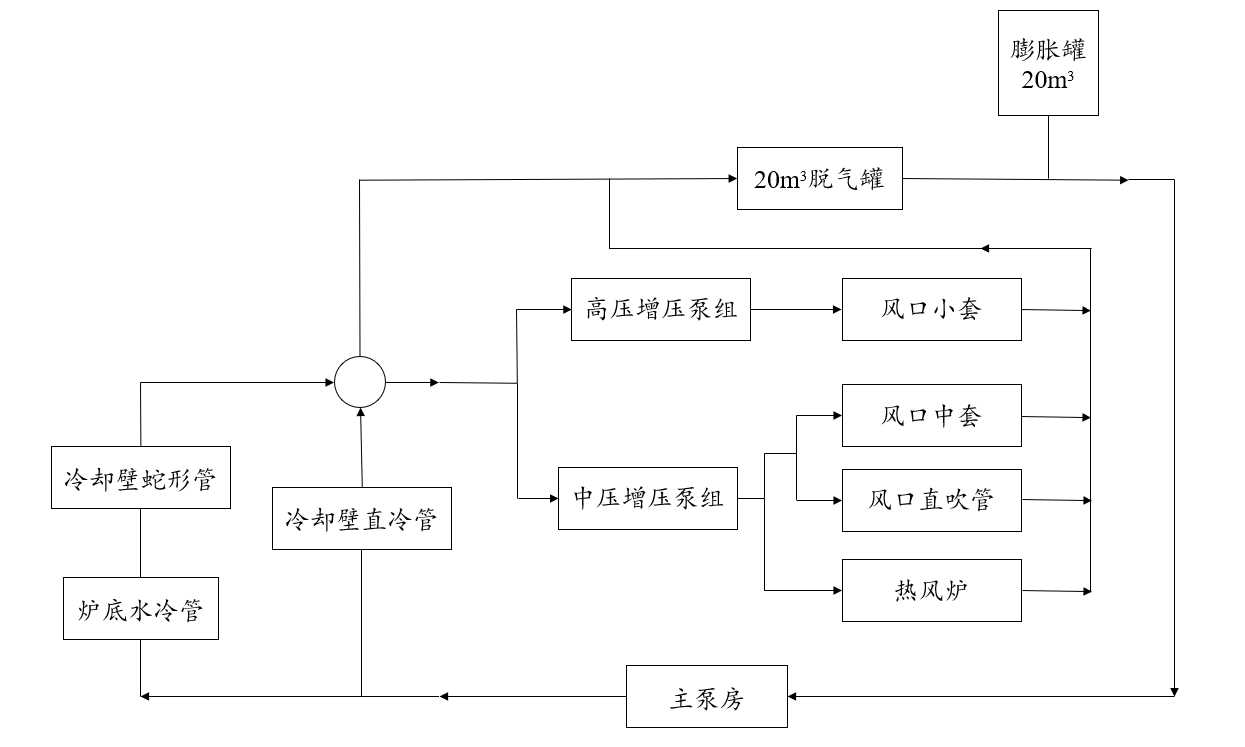 膨胀罐
20m³
20m³脱气罐
高压增压泵组
风口小套
风口中套
冷却壁蛇形管
中压增压泵组
风口直吹管
冷却壁直冷管
热风炉
炉底水冷管
主泵房